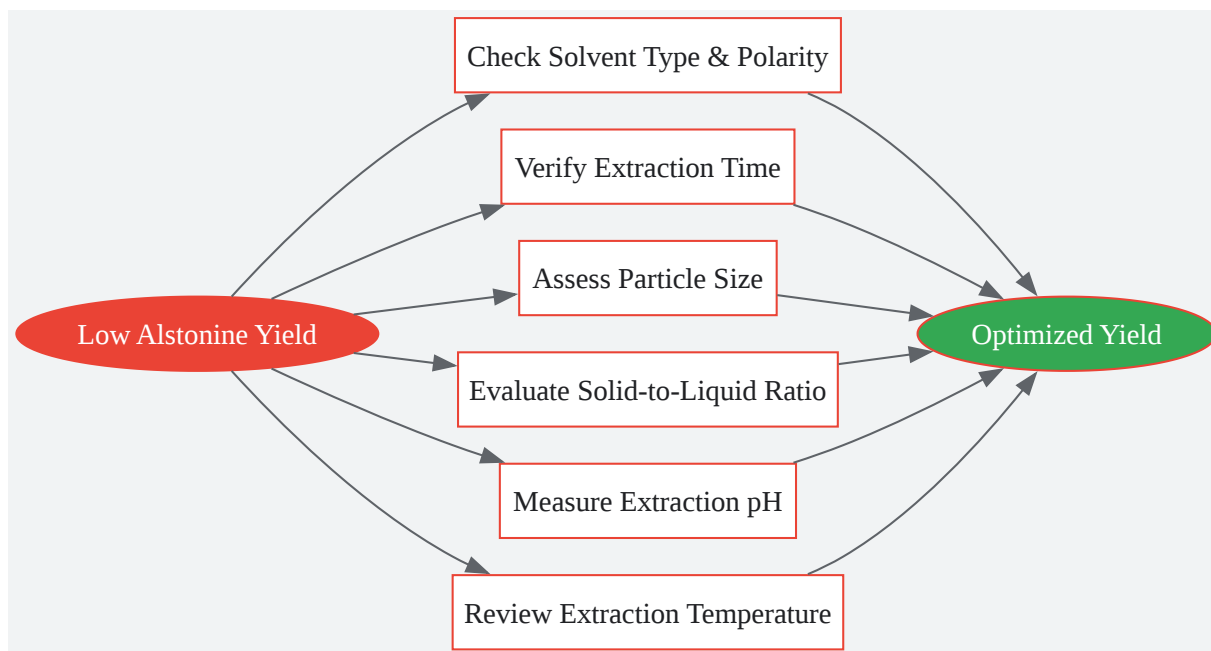 Check Solvent Type & Polarity
Verify Extraction Time
Assess Particle Size
Low Alstonine Yield
Optimized Yield
Evaluate Solid-to-Liquid Ratio
Measure Extraction pH
Review Extraction Temperature